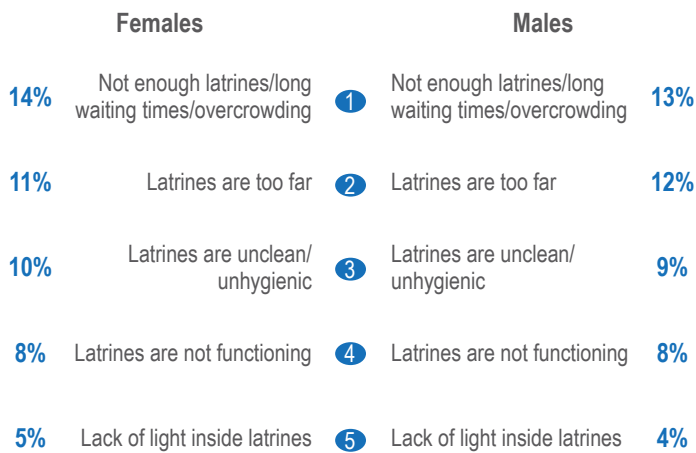 Females Males
14% Not enough latrines/long waiting times/overcrowding 1 Not enough latrines/long waiting times/overcrowding 13%
11% Latrines are too far 2 Latrines are too far 12%
10% Latrines are unclean/ unhygienic 3 Latrines are unclean/ unhygienic 9%
8% Latrines are not functioning 4 Latrines are not functioning 8%
5% Lack of light inside latrines 5 Lack of light inside latrines 4%